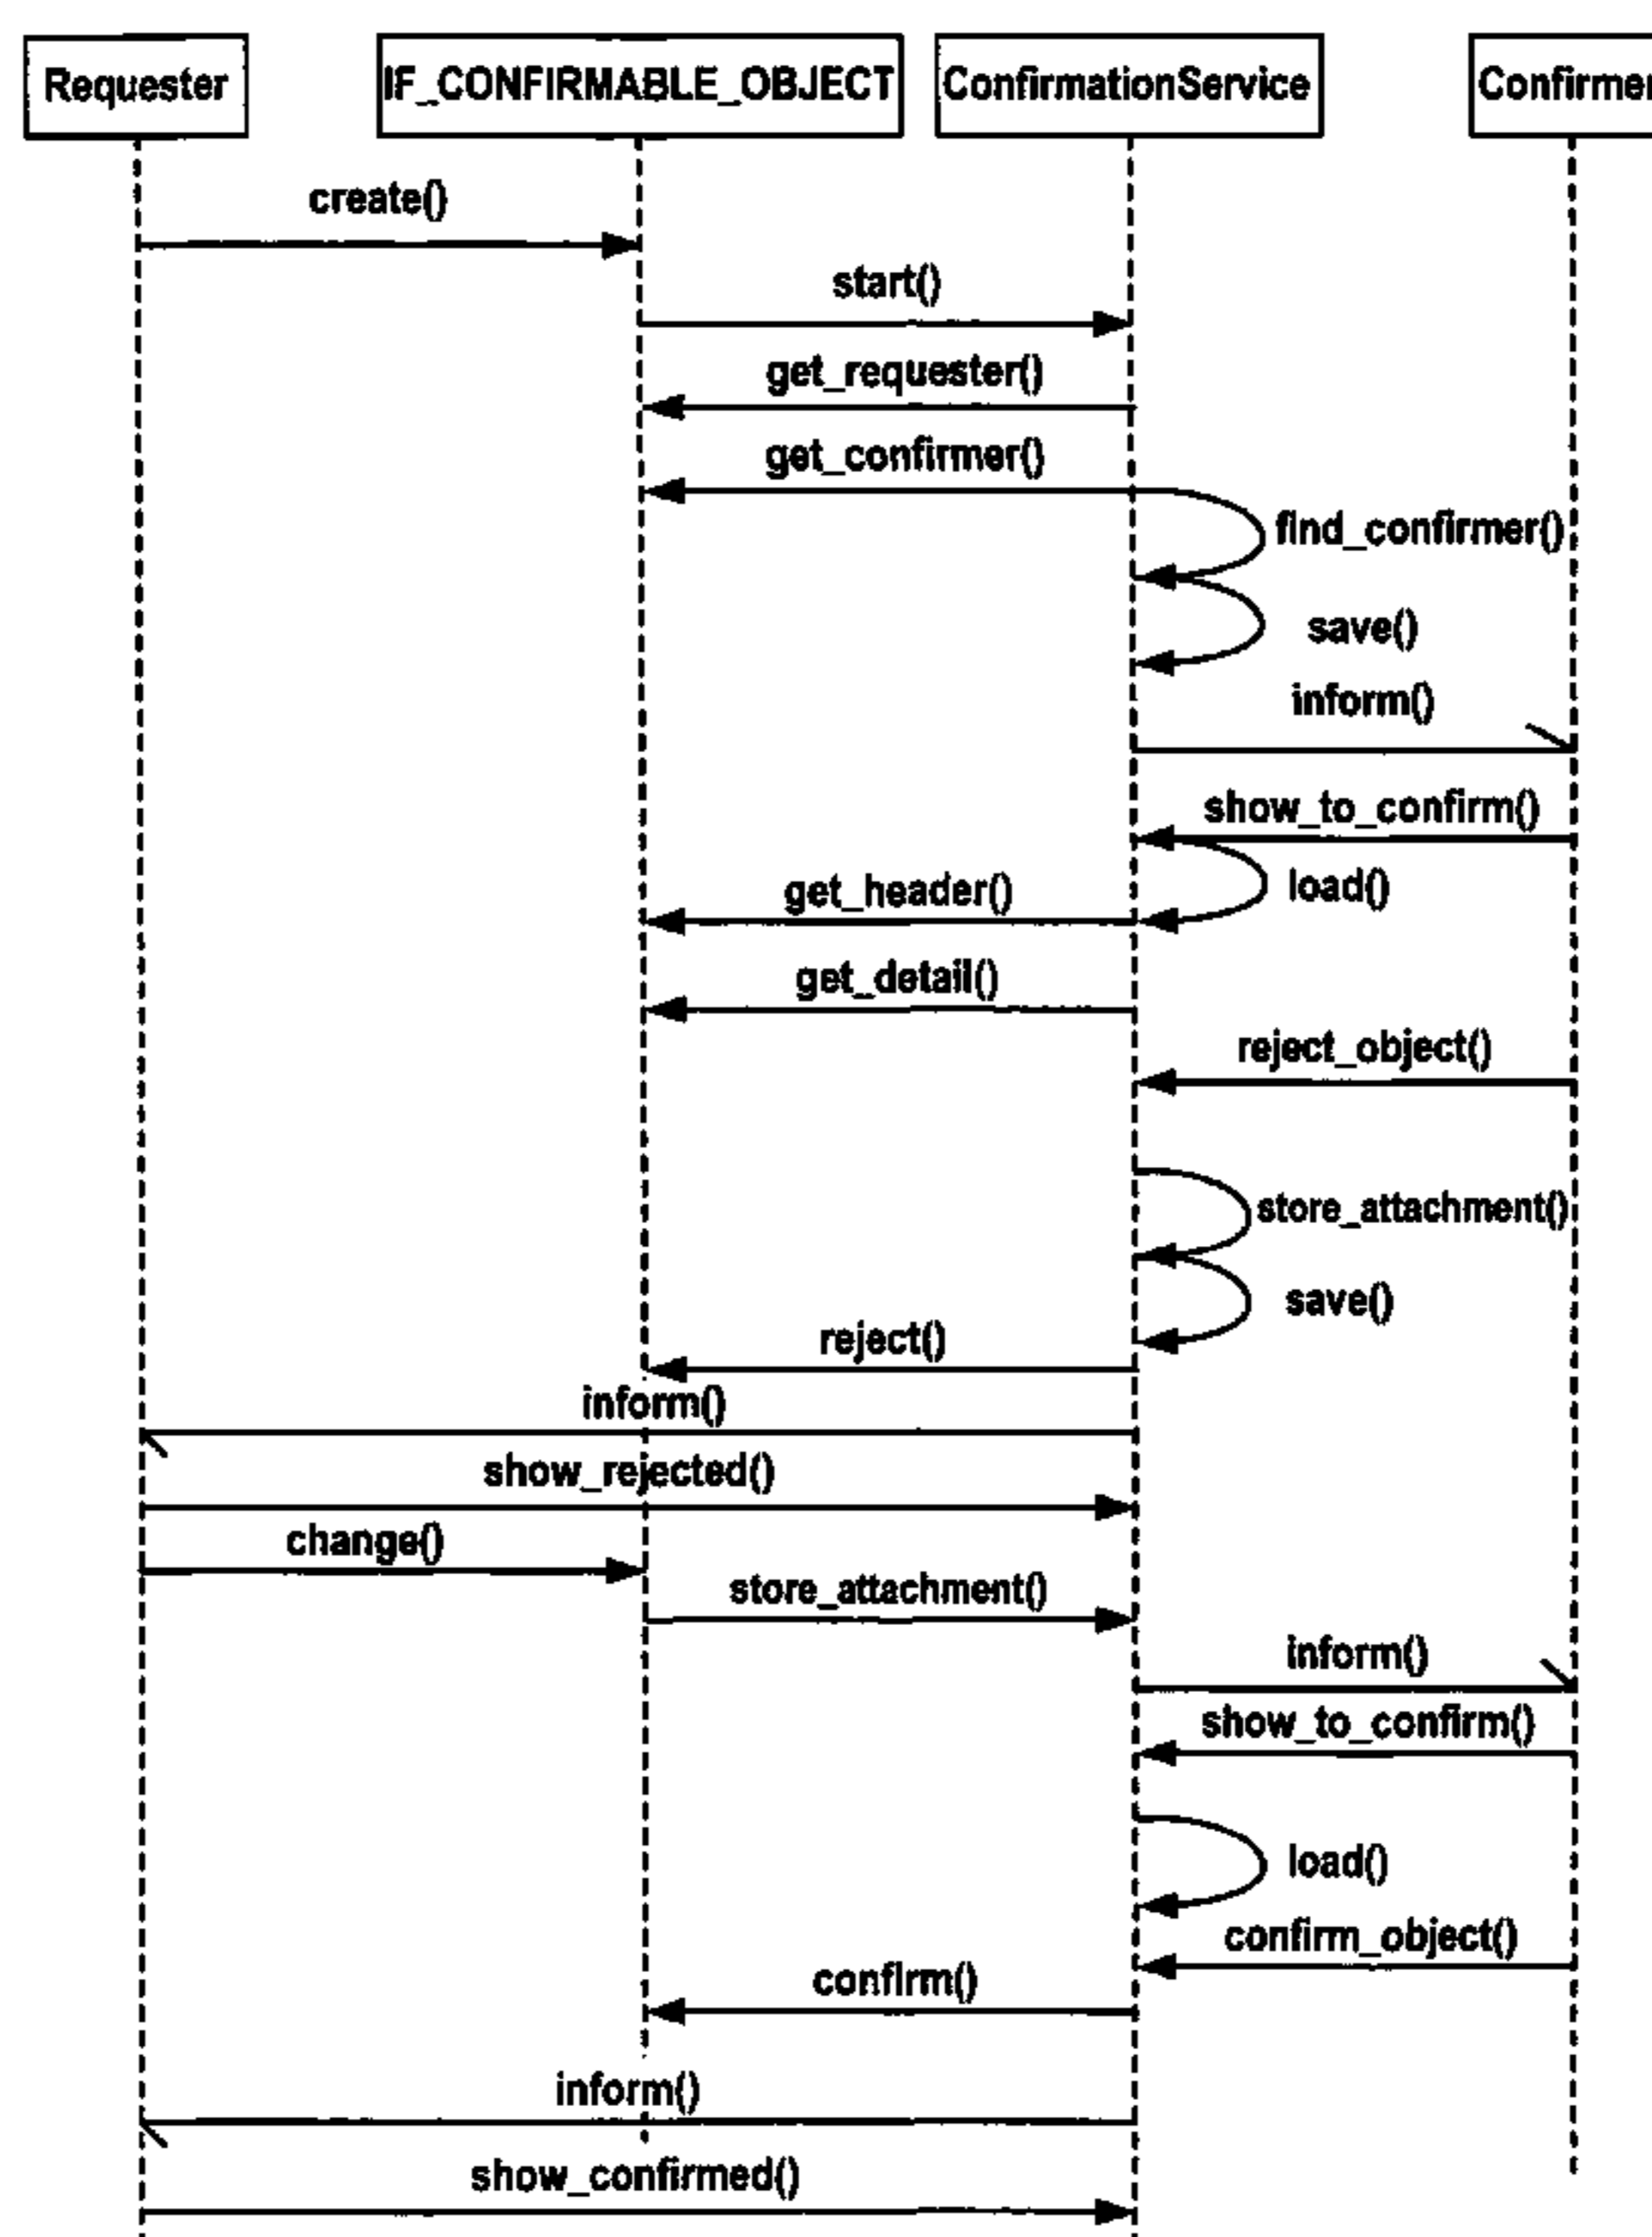 Requester
IF_CONFIRMABLE_OBJECT
ConfirmationService
Confirmer
create()
start()
get_requester()
get_confirmer()
find_confirmer()
save()
inform()
show_to_confirm()
load()
get_header()
get_detail()
reject_object()
store_attachment()
save()
reject()
inform()
show_rejected()
change()
store_attachment()
inform()
show_to_confirm()
load()
confirm_object()
confirm()
inform()
show_confirmed()